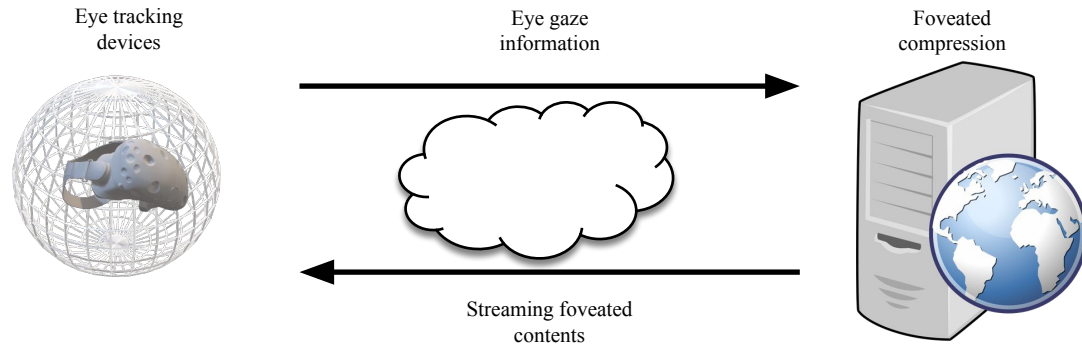 Eye tracking
devices
Eye gaze
information
Foveated
compression
Streaming foveated
contents